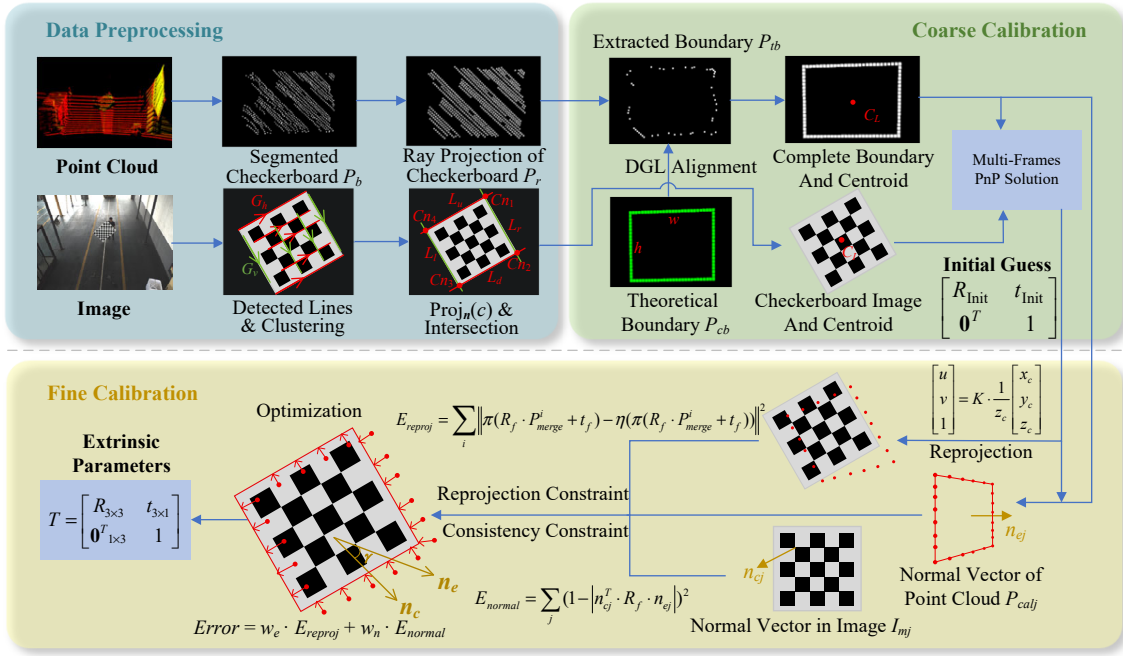 Data Preprocessing
Point Cloud
Segmented
Checkerboard P_b
Ray Projection of
Checkerboard P_r
Image
G_h
G_v
Detected Lines
& Clustering
L_u
Cn_1
Cn_4
L_r
L_l
Cn_2
Cn_3
L_d
Proj_n(c) &
Intersection
Coarse Calibration
Extracted Boundary P_tb
C_L
DGL Alignment
Complete Boundary
And Centroid
Multi-Frames
PnP Solution
w
h
Theoretical
Boundary P_cb
Checkerboard Image
And Centroid
Initial Guess
[R_Init t_Init
0^T 1]
Fine Calibration
Optimization
E_reproj = ∑_i ‖π(R_f · P^i_merge + t_f) − η(π(R_f · P^i_merge + t_f))‖^2
[u v 1] = K · 1/z_c [x_c y_c z_c]
Reprojection
Extrinsic
Parameters
T = [R_3×3 t_3×1
0^T_1×3 1]
Reprojection Constraint
Consistency Constraint
γ
n_e
n_c
n_cj
n_ej
E_normal = ∑_j (1 − |n^T_cj · R_f · n_ej|)^2
Normal Vector of
Point Cloud P_calj
Error = w_e · E_reproj + w_n · E_normal
Normal Vector in Image I_mj